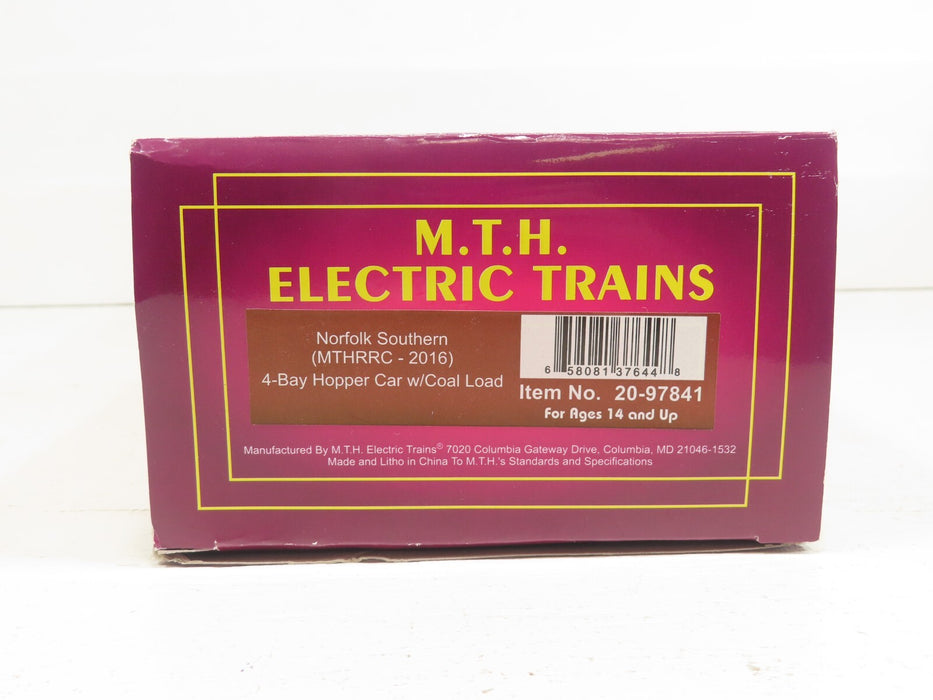 M.T.H.
ELECTRIC TRAINS
Norfolk Southern
(MTHRRC - 2016)
4-Bay Hopper Car w/Coal Load
6 58081 37644 8
Item No. 20-97841
For Ages 14 and Up
Manufactured By M.T.H. Electric Trains® 7020 Columbia Gateway Drive, Columbia, MD 21046-1532
Made and Litho in China To M.T.H.'s Standards and Specifications